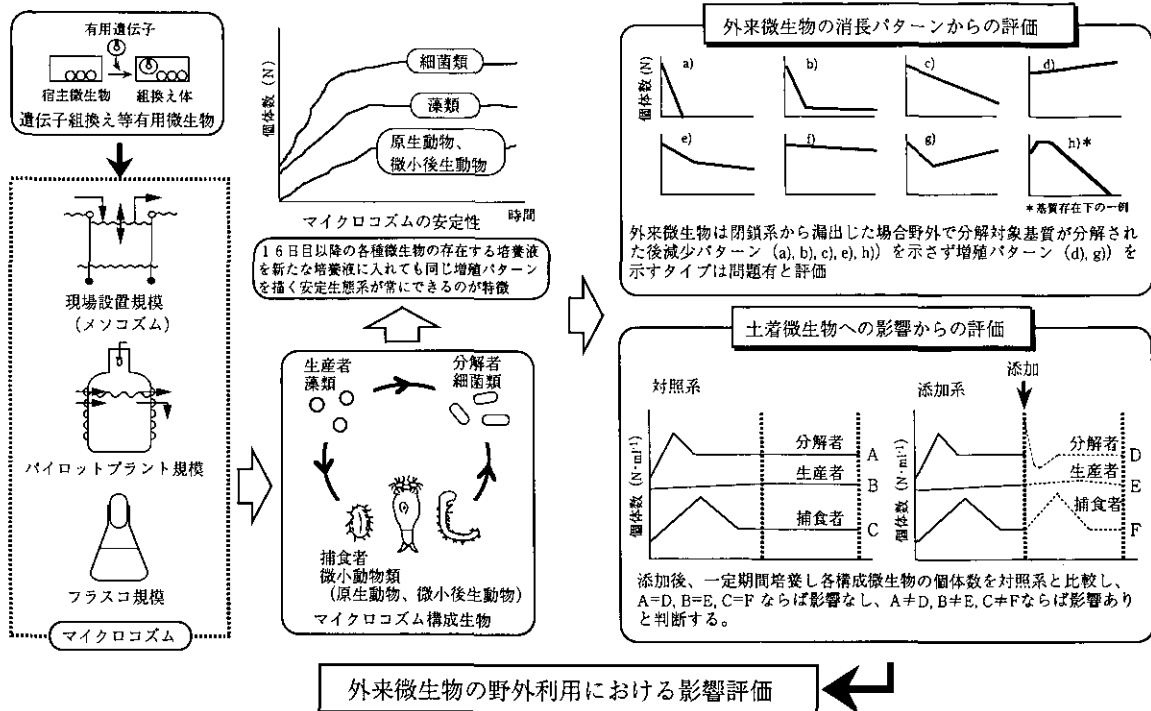 有用遺伝子
宿主微生物
組換え体
遺伝子組換え等有用微生物
現場設置規模
(メソコズム)
パイロットプラント規模
フラスコ規模
マイクロコズム
個体数 (N)
細菌類
藻類
原生動物、
微小後生動物
時間
マイクロコズムの安定性
16日目以降の各種微生物の存在する培養液
を新たな培養液に入れても同じ増殖パターン
を描く安定生態系が常にできるのが特徴
生産者
藻類
分解者
細菌類
捕食者
微小動物類
(原生動物、微小後生動物)
マイクロコズム構成生物
外来微生物の消長パターンからの評価
個体数 (N)
a)
b)
c)
d)
e)
f)
g)
h)*
*基質存在下の一例
外来微生物は閉鎖系から漏出した場合野外で分解対象基質が分解され
た後減少パターン (a), b), c), e), h)) を示さず増殖パターン (d), g)) を
示すタイプは問題有と評価
土着微生物への影響からの評価
対照系
個体数 (N・ml⁻¹)
分解者 A
生産者 B
捕食者 C
添加系
添加
個体数 (N・ml⁻¹)
分解者 D
生産者 E
捕食者 F
添加後、一定期間培養し各構成微生物の個体数を対照系と比較し、
A=D, B=E, C=F ならば影響なし、A≠D, B≠E, C≠Fならば影響あり
と判断する。
外来微生物の野外利用における影響評価